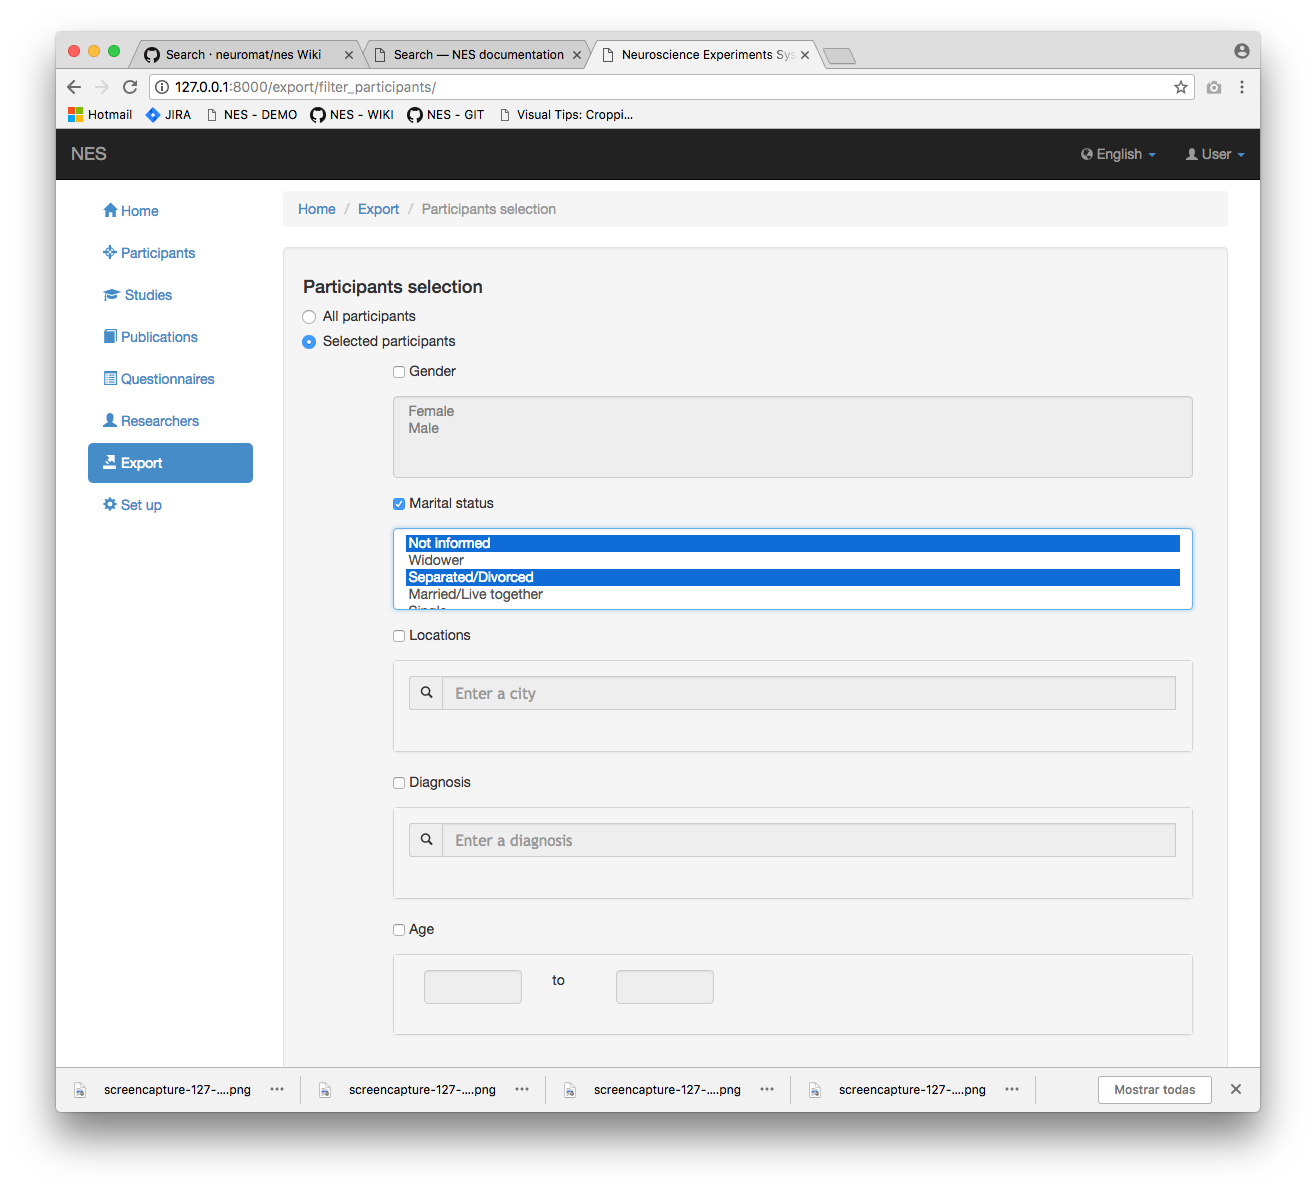 Search · neuromat/nes Wiki
Search — NES documentation
Neuroscience Experiments Sys
127.0.0.1:8000/export/filter_participants/
Hotmail
JIRA
NES - DEMO
NES - WIKI
NES - GIT
Visual Tips: Croppi...
NES
English
User
Home
Participants
Studies
Publications
Questionnaires
Researchers
Export
Set up
Home / Export / Participants selection
Participants selection
All participants
Selected participants
Gender
Female
Male
Marital status
Not informed
Widower
Separated/Divorced
Married/Live together
Single
Locations
Enter a city
Diagnosis
Enter a diagnosis
Age
to
screencapture-127-....png
screencapture-127-....png
screencapture-127-....png
screencapture-127-....png
Mostrar todas